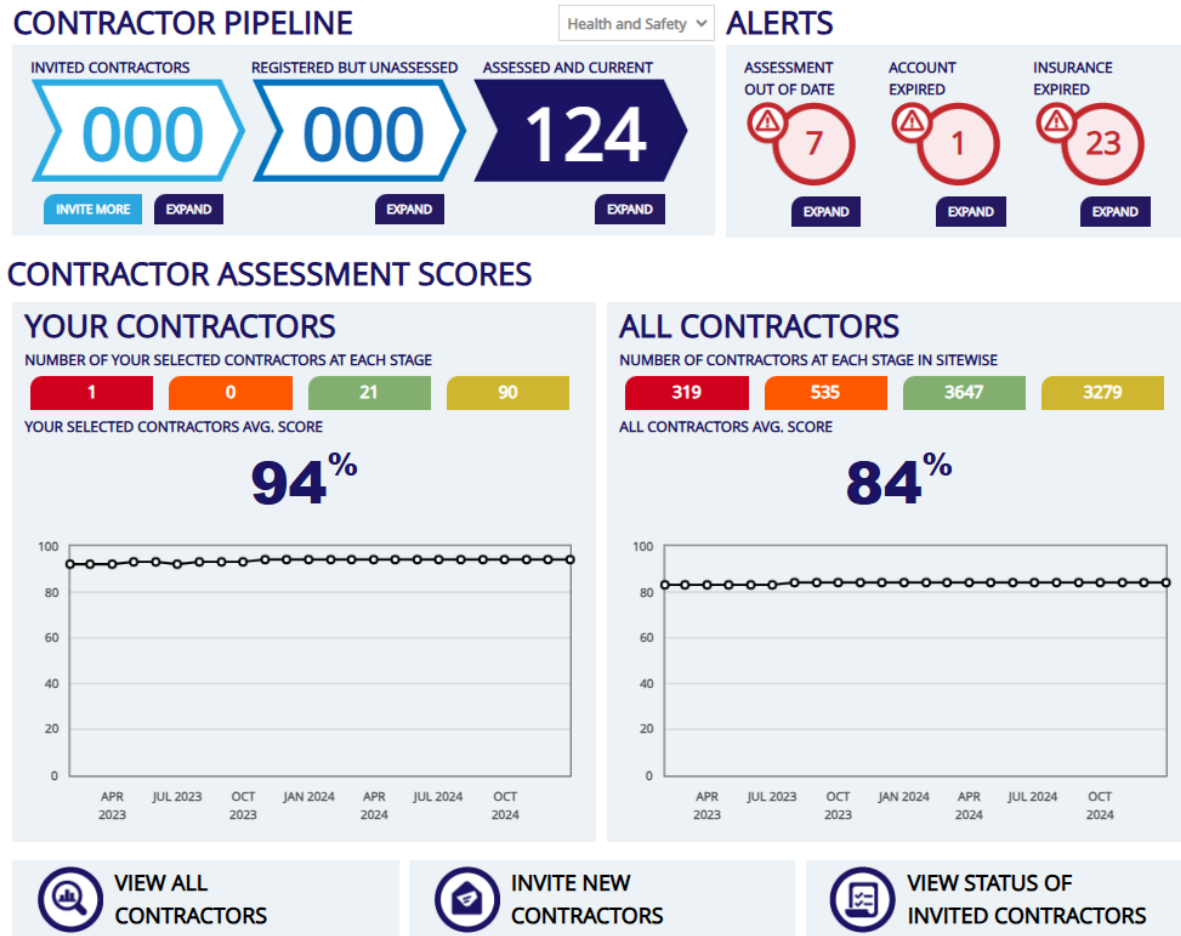 CONTRACTOR PIPELINE
Health and Safety
INVITED CONTRACTORS
000
INVITE MORE
EXPAND
REGISTERED BUT UNASSESSED
000
EXPAND
ASSESSED AND CURRENT
124
EXPAND
ALERTS
ASSESSMENT
OUT OF DATE
7
EXPAND
ACCOUNT
EXPIRED
1
EXPAND
INSURANCE
EXPIRED
23
EXPAND
CONTRACTOR ASSESSMENT SCORES
YOUR CONTRACTORS
NUMBER OF YOUR SELECTED CONTRACTORS AT EACH STAGE
1 0 21 90
YOUR SELECTED CONTRACTORS AVG. SCORE
94%
100
80
60
40
20
0
APR 2023
JUL 2023
OCT 2023
JAN 2024
APR 2024
JUL 2024
OCT 2024
ALL CONTRACTORS
NUMBER OF CONTRACTORS AT EACH STAGE IN SITEWISE
319 535 3647 3279
ALL CONTRACTORS AVG. SCORE
84%
100
80
60
40
20
0
APR 2023
JUL 2023
OCT 2023
JAN 2024
APR 2024
JUL 2024
OCT 2024
VIEW ALL
CONTRACTORS
INVITE NEW
CONTRACTORS
VIEW STATUS OF
INVITED CONTRACTORS